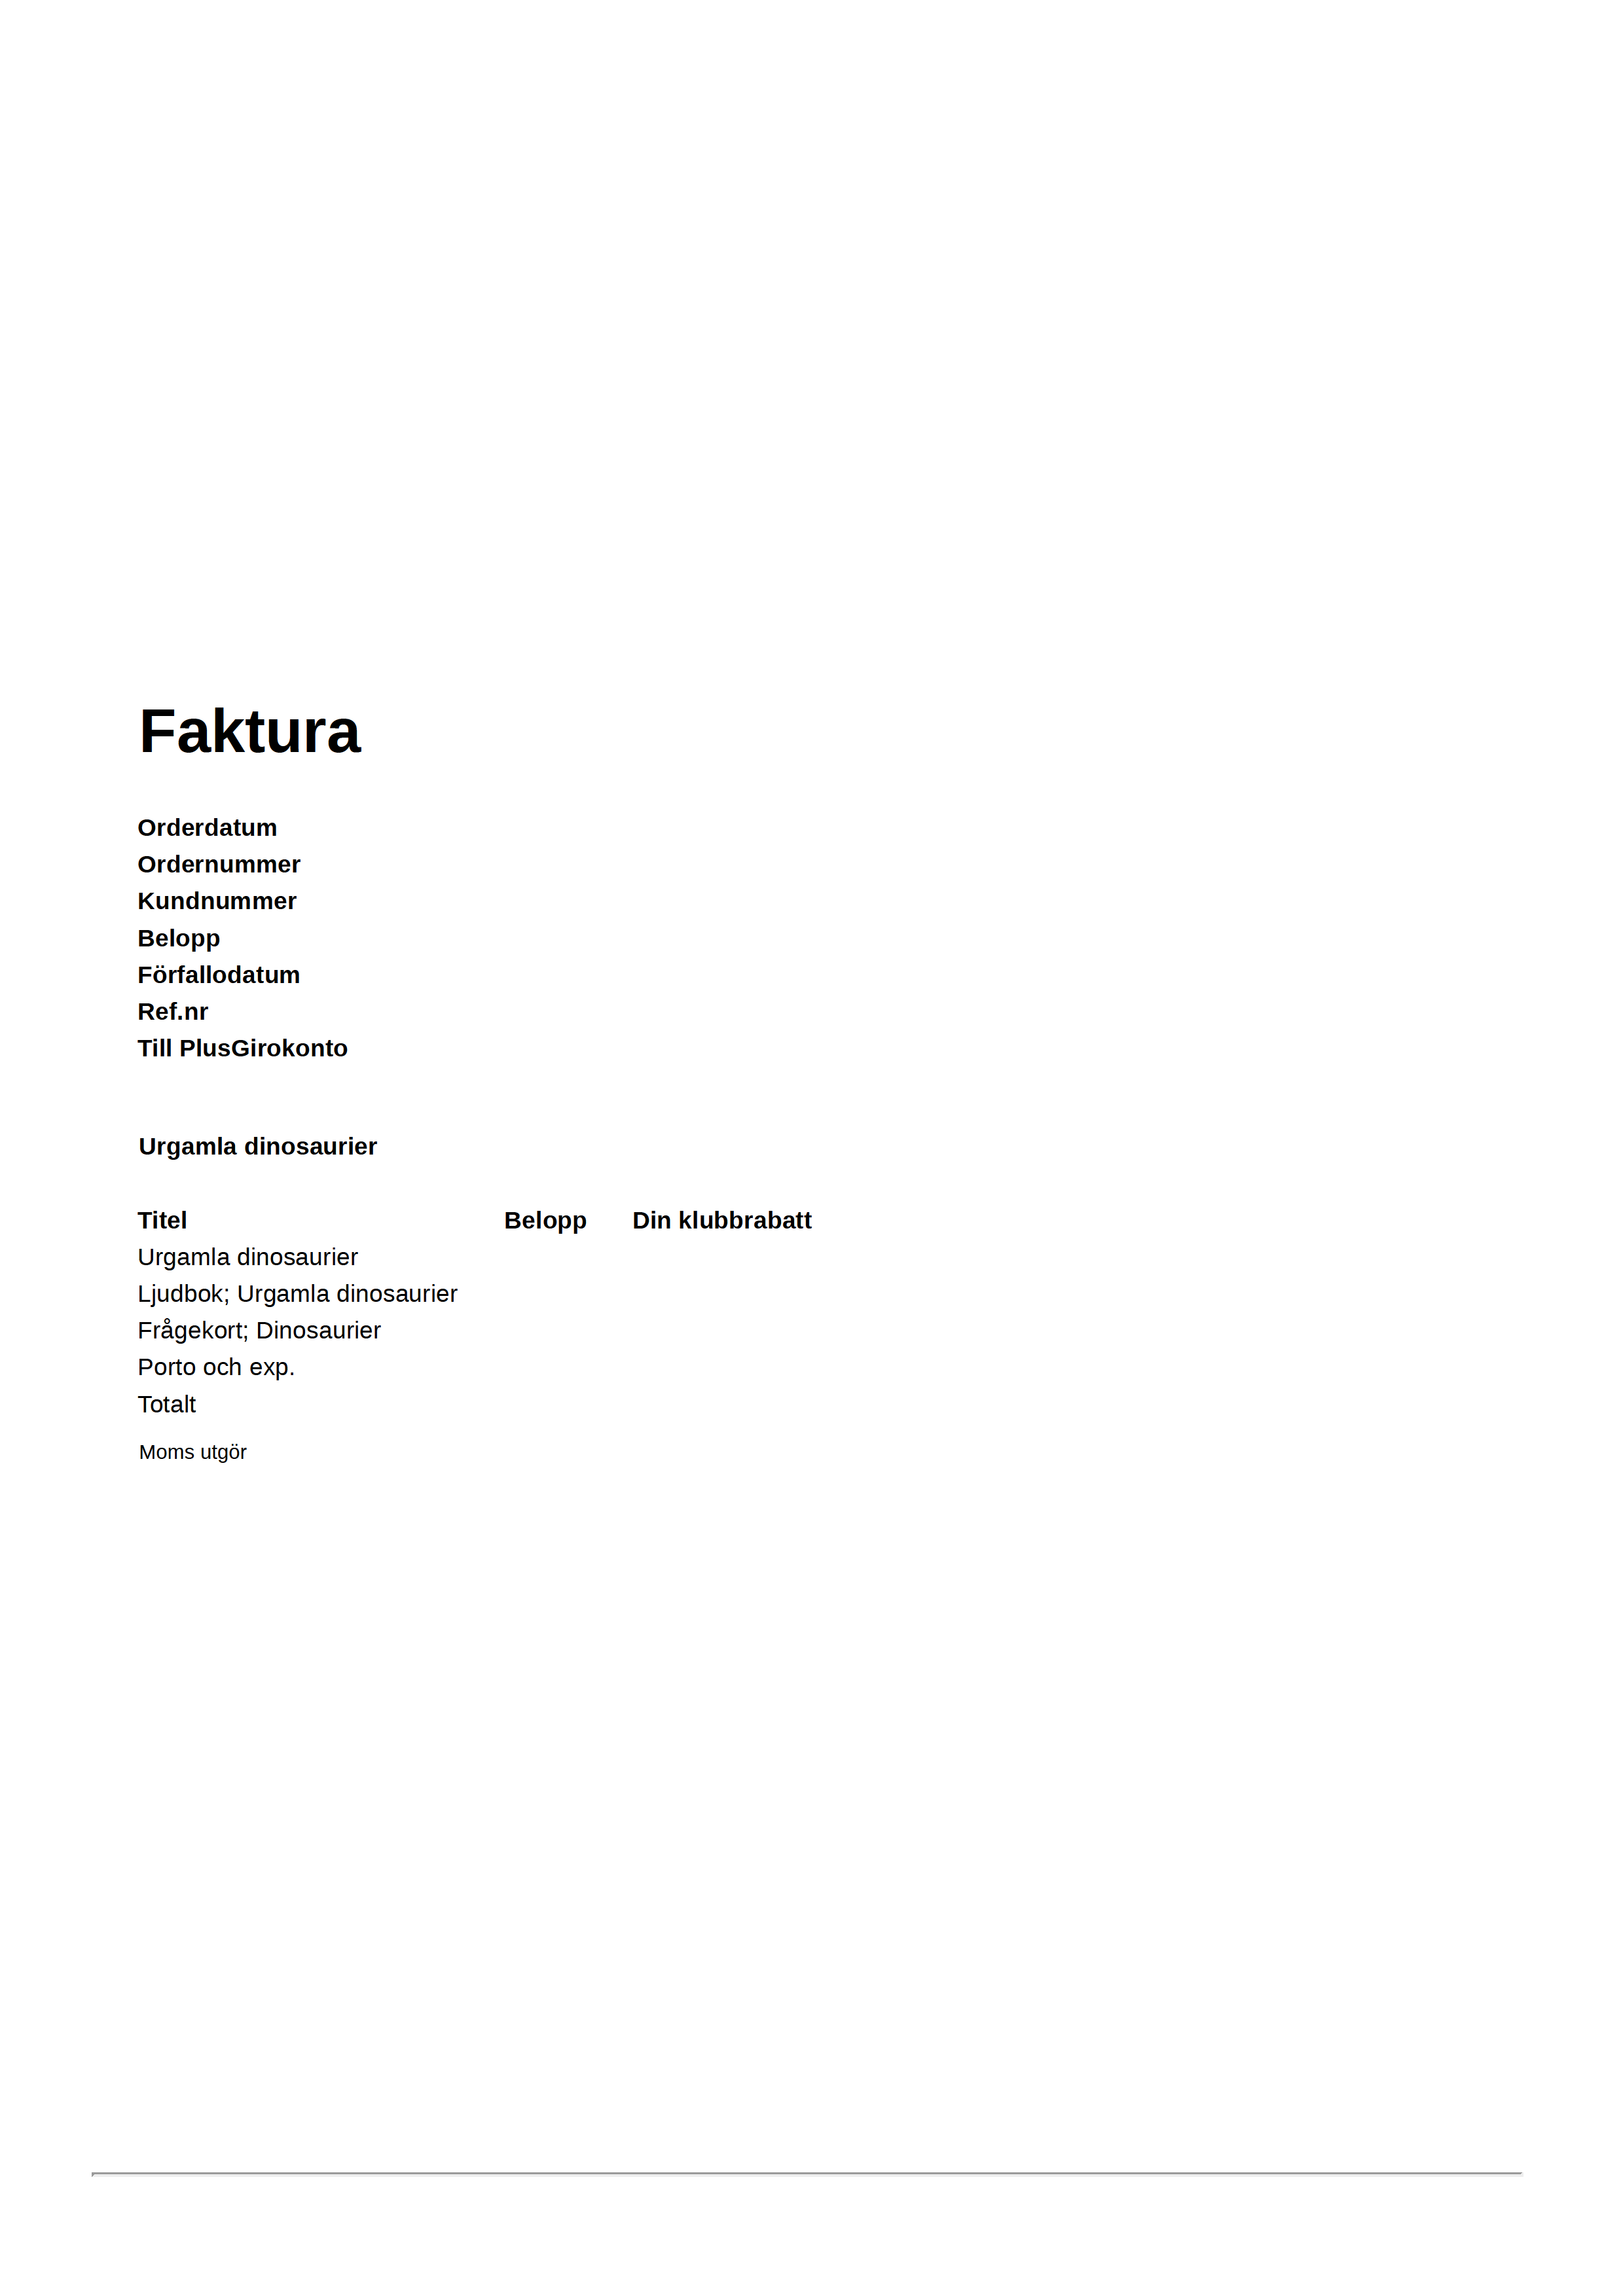 Faktura
Orderdatum
Ordernummer
Kundnummer
Belopp
Förfallodatum
Ref.nr
Till PlusGirokonto
Urgamla dinosaurier
Titel Belopp Din klubbrabatt
Urgamla dinosaurier
Ljudbok; Urgamla dinosaurier
Frågekort; Dinosaurier
Porto och exp.
Totalt
Moms utgör